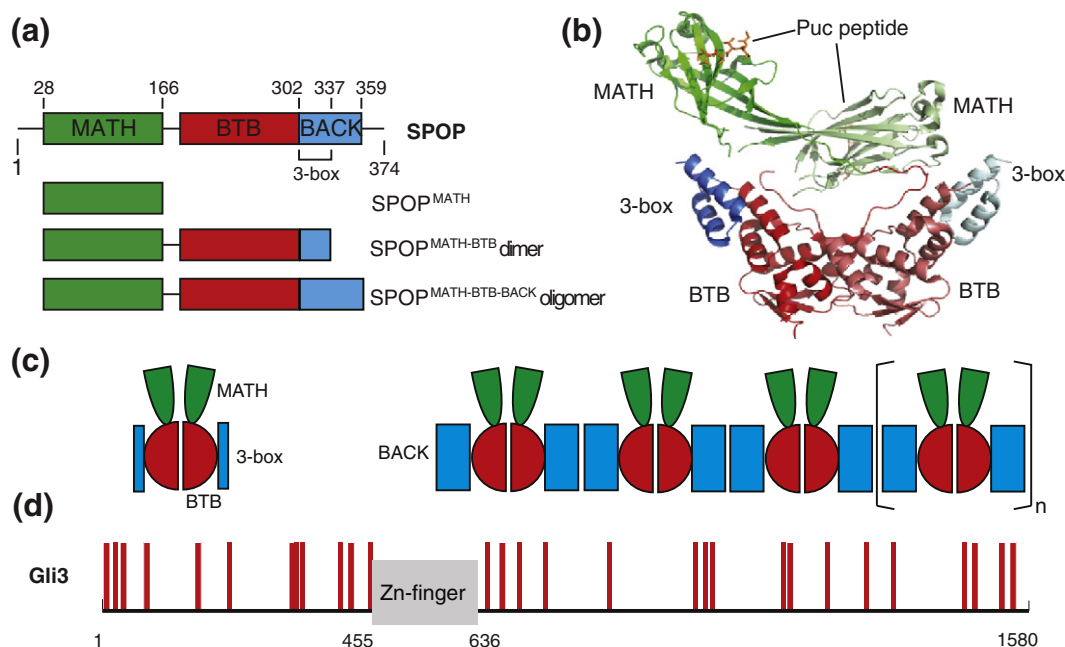 (a)
28 166 302 337 359
MATH BTB BACK SPOP
1 3-box 374
SPOP^MATH
SPOP^MATH-BTB dimer
SPOP^MATH-BTB-BACK oligomer
(b)
Puc peptide
MATH
MATH
3-box
3-box
BTB
BTB
(c)
MATH
3-box
BTB
BACK
n
(d)
Gli3
Zn-finger
1 455 636 1580